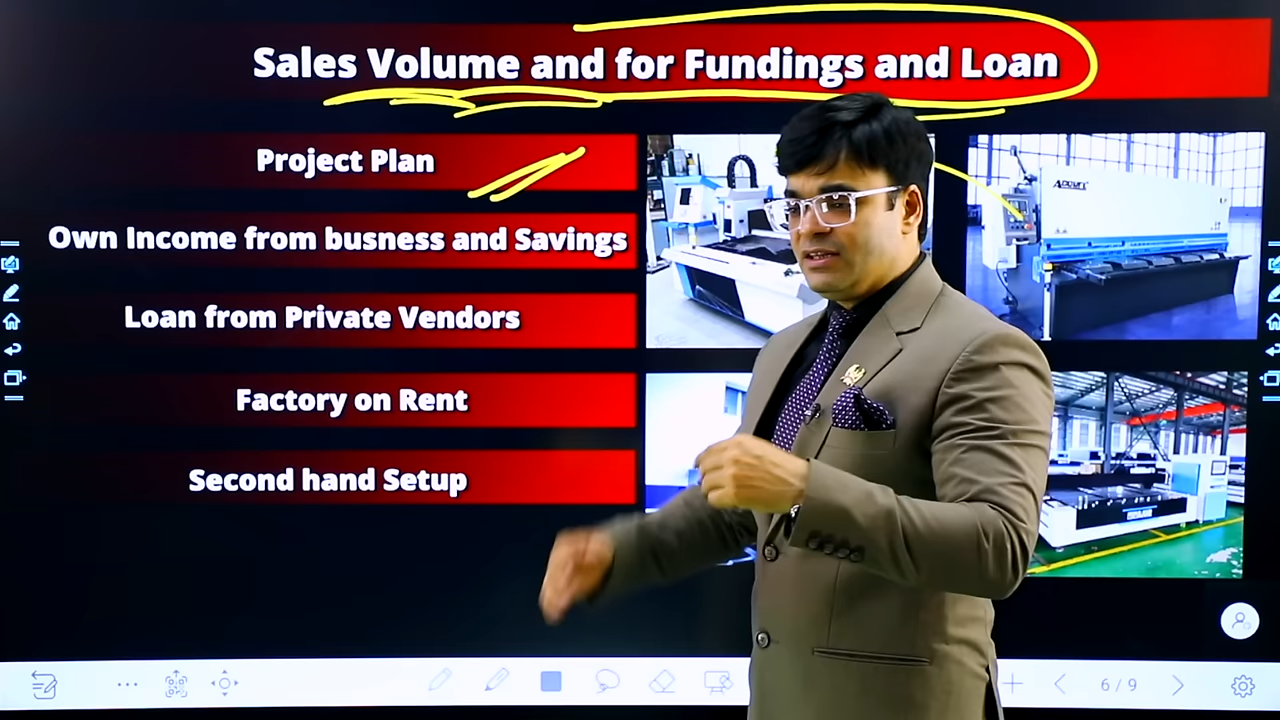 Sales Volume and for Fundings and Loan
Project Plan
Own Income from busness and Savings
Loan from Private Vendors
Factory on Rent
Second hand Setup
6/9